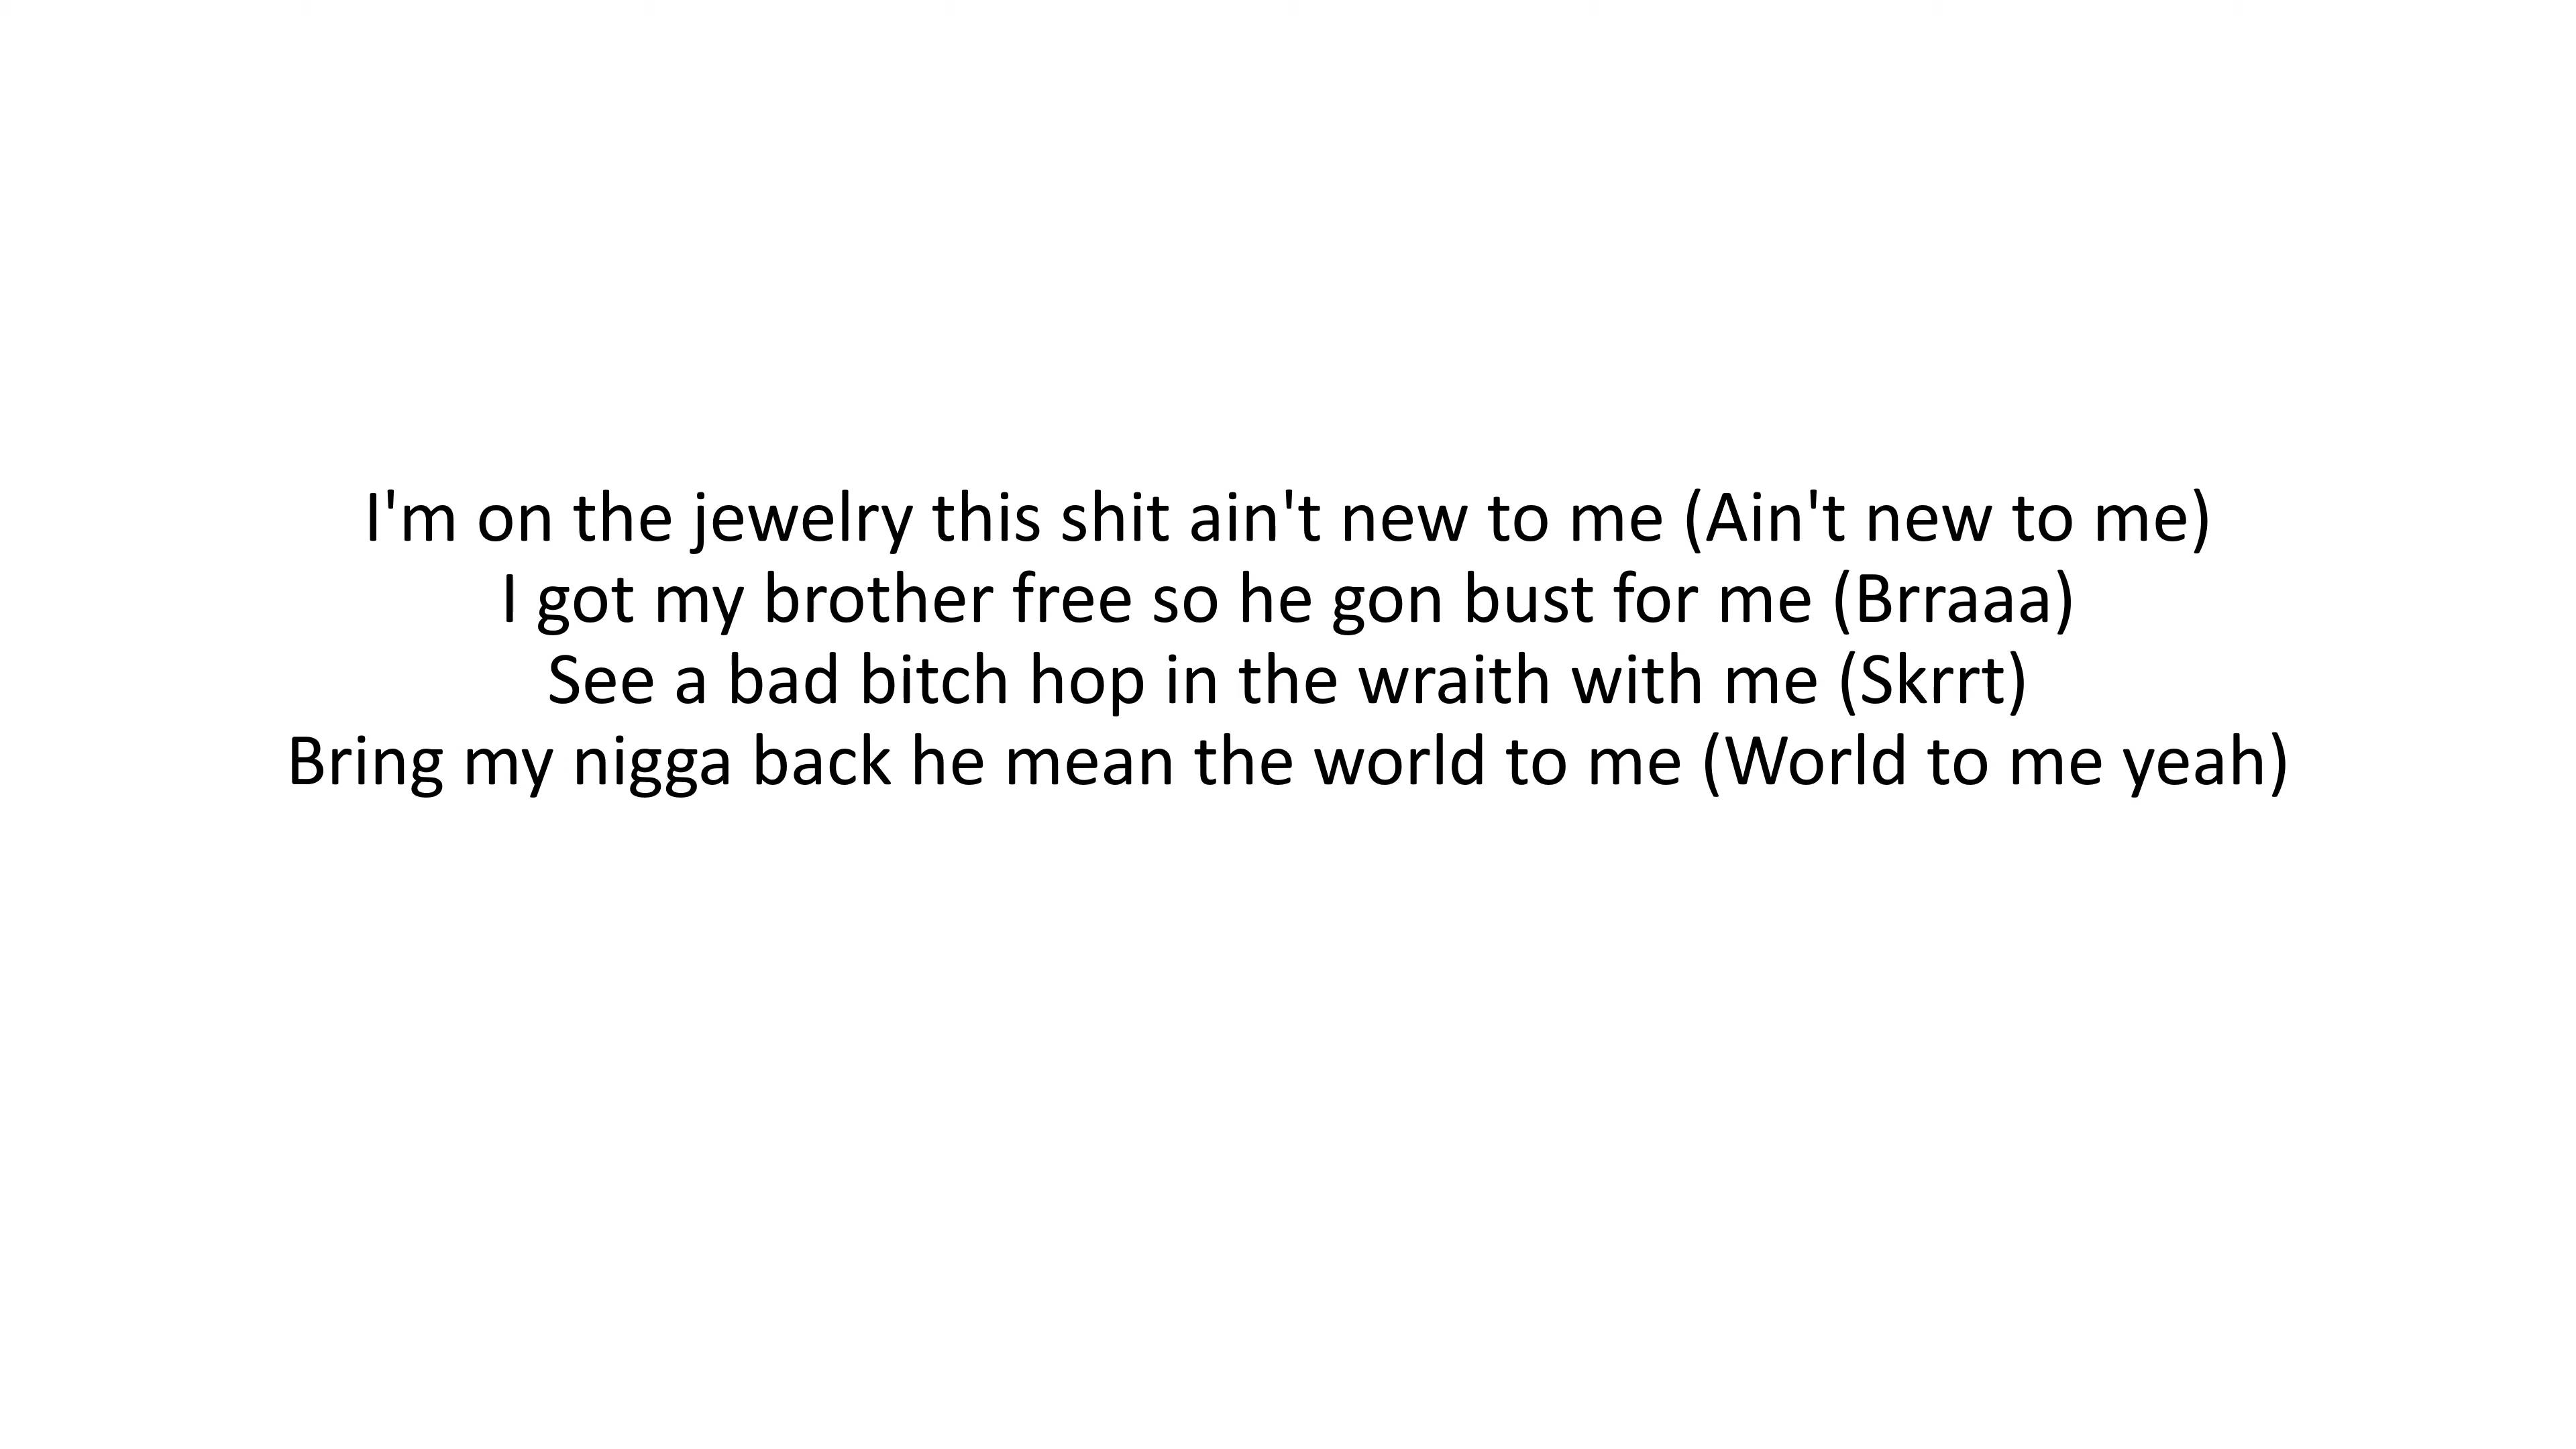 I'm on the jewelry this shit ain't new to me (Ain't new to me)
I got my brother free so he gon bust for me (Brraaa)
See a bad bitch hop in the wraith with me (Skrrt)
Bring my nigga back he mean the world to me (World to me yeah)